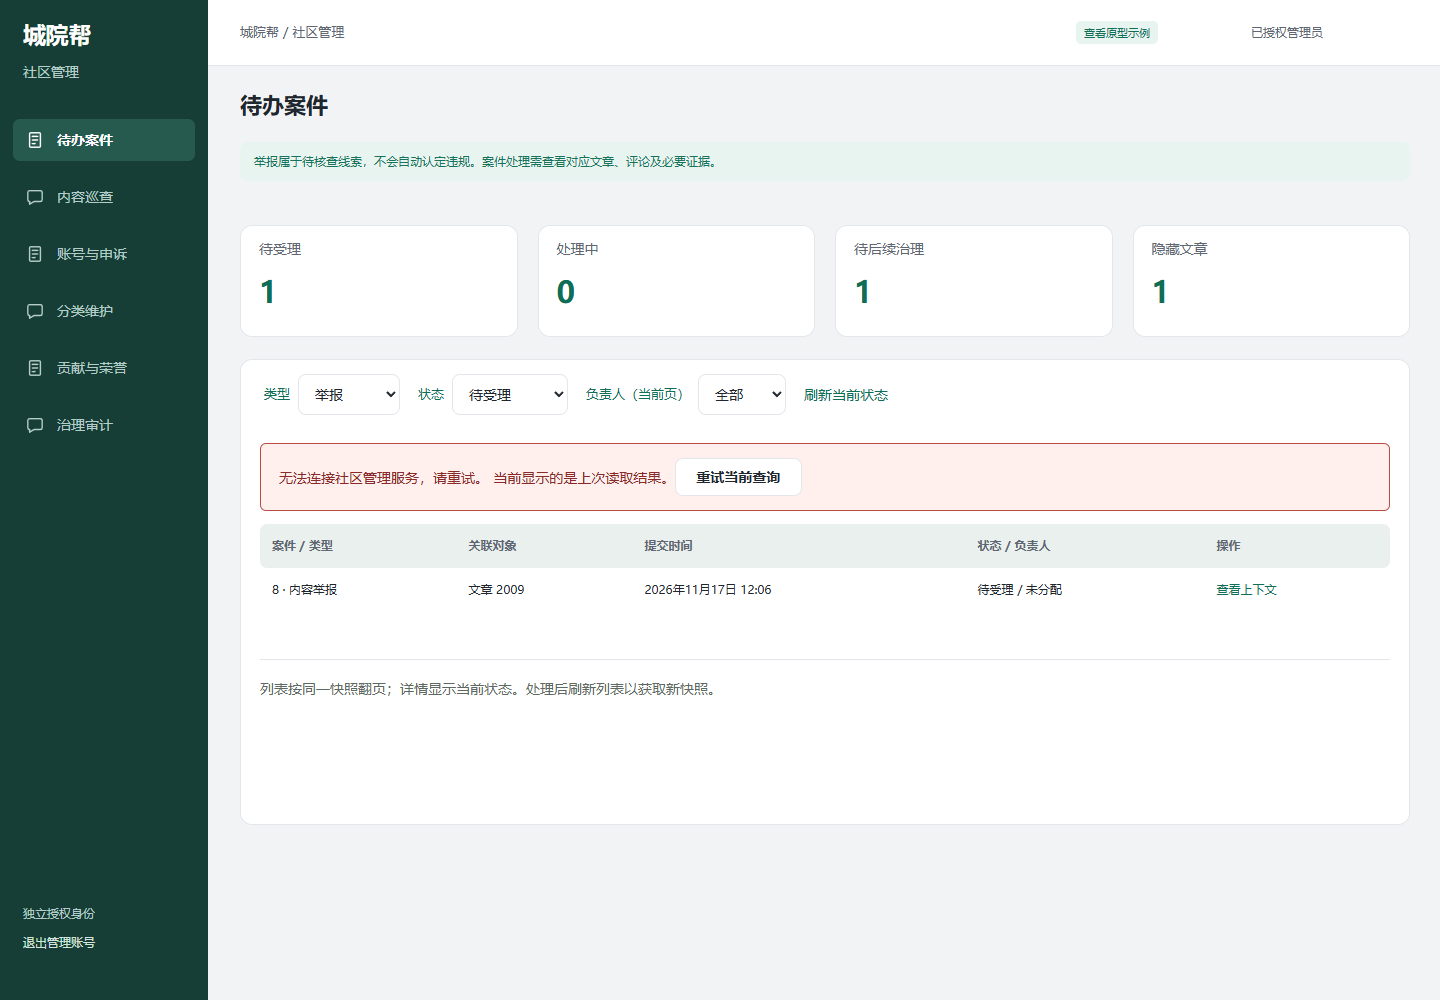 城院帮
社区管理
待办案件
内容巡查
账号与申诉
分类维护
贡献与荣誉
治理审计
独立授权身份
退出管理账号
城院帮 / 社区管理
查看原型示例
已授权管理员
待办案件
举报属于待核查线索，不会自动认定违规。案件处理需查看对应文章、评论及必要证据。
待受理
1
处理中
0
待后续治理
1
隐藏文章
1
类型 举报 状态 待受理 负责人（当前页） 全部 刷新当前状态
无法连接社区管理服务，请重试。 当前显示的是上次读取结果。 重试当前查询
案件 / 类型 关联对象 提交时间 状态 / 负责人 操作
8 · 内容举报 文章 2009 2026年11月17日 12:06 待受理 / 未分配 查看上下文
列表按同一快照翻页；详情显示当前状态。处理后刷新列表以获取新快照。